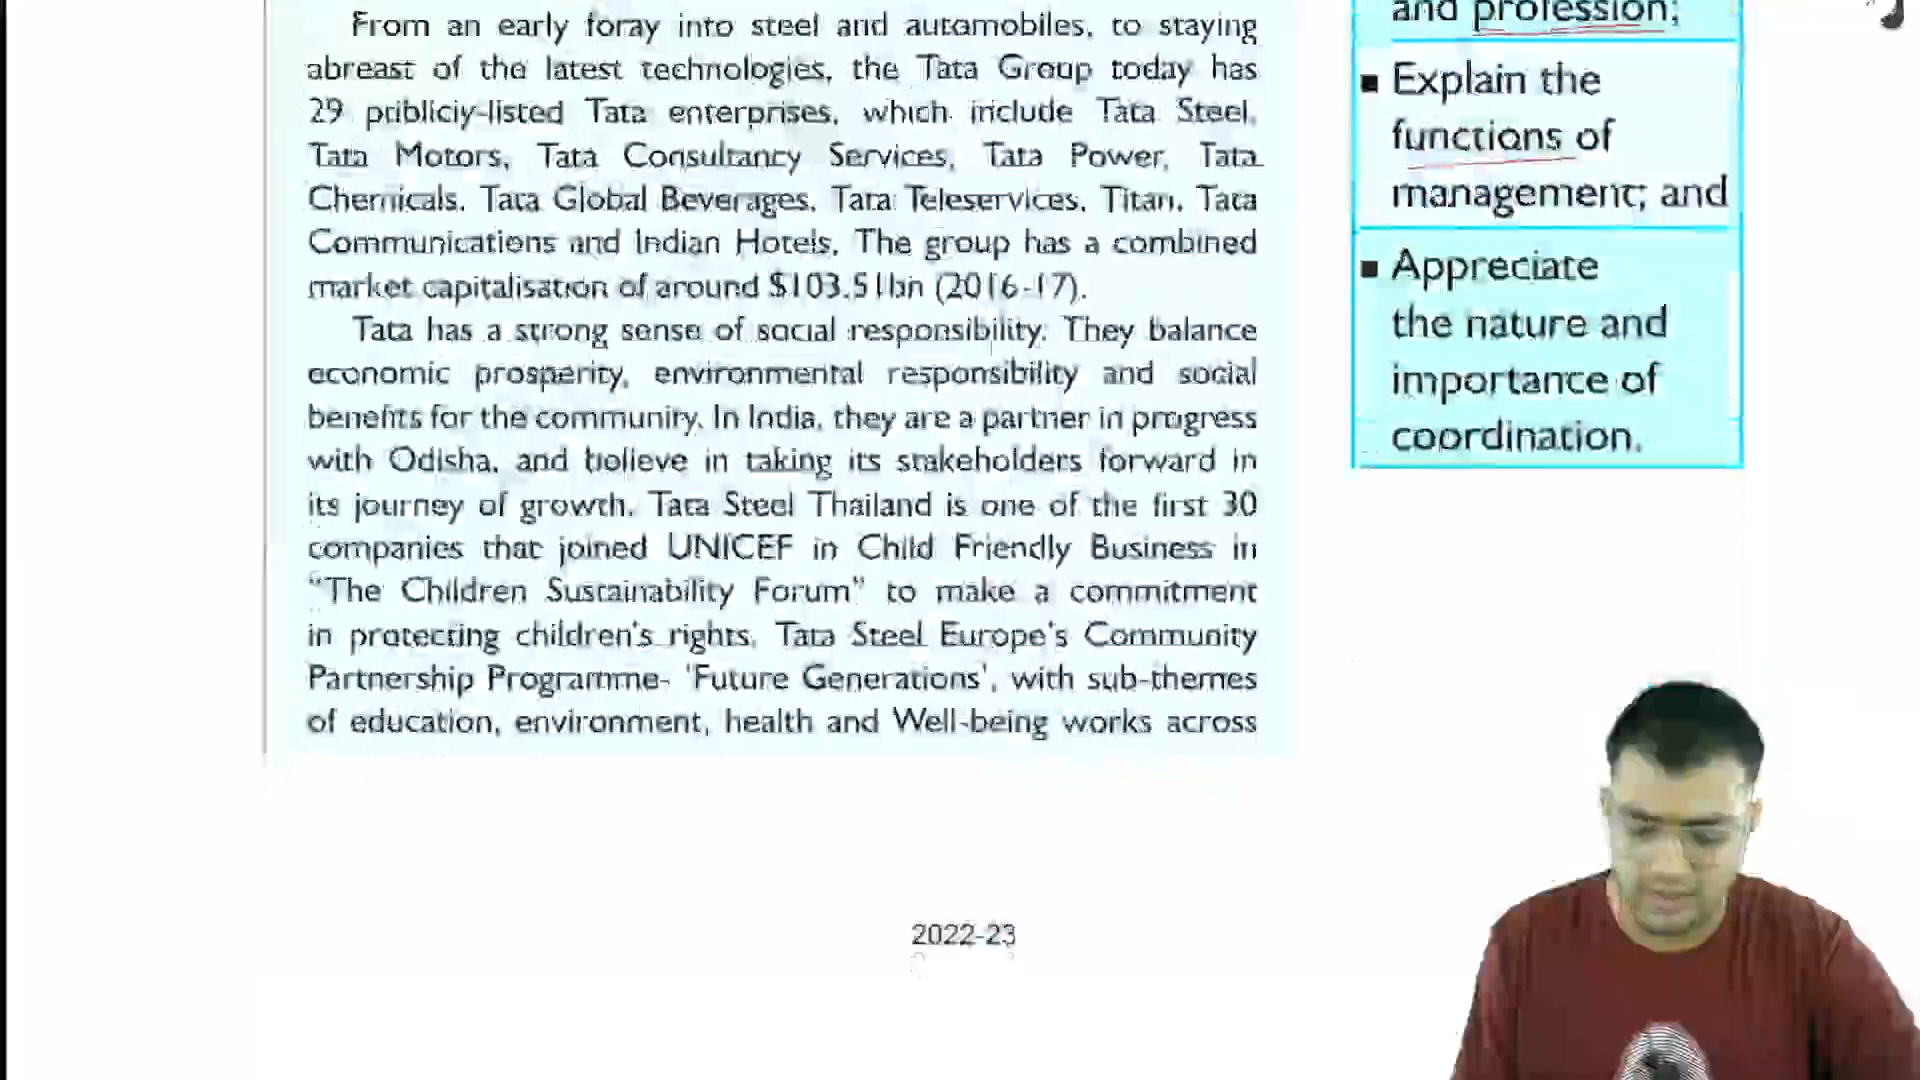 From an early foray into steel and automobiles, to staying
abreast of the latest technologies, the Tata Group today has
29 publicly-listed Tata enterprises, which include Tata Steel,
Tata Motors, Tata Consultancy Services, Tata Power, Tata
Chemicals, Tata Global Beverages, Tata Teleservices, Titan, Tata
Communications and Indian Hotels. The group has a combined
market capitalisation of around $103.51bn (2016-17).
Tata has a strong sense of social responsibility. They balance
economic prosperity, environmental responsibility and social
benefits for the community. In India, they are a partner in progress
with Odisha, and believe in taking its stakeholders forward in
its journey of growth. Tata Steel Thailand is one of the first 30
companies that joined UNICEF in Child Friendly Business in
“The Children Sustainability Forum” to make a commitment
in protecting children's rights. Tata Steel Europe's Community
Partnership Programme- 'Future Generations', with sub-themes
of education, environment, health and Well-being works across
2022-23
and profession;
■ Explain the
functions of
management; and
■ Appreciate
the nature and
importance of
coordination.